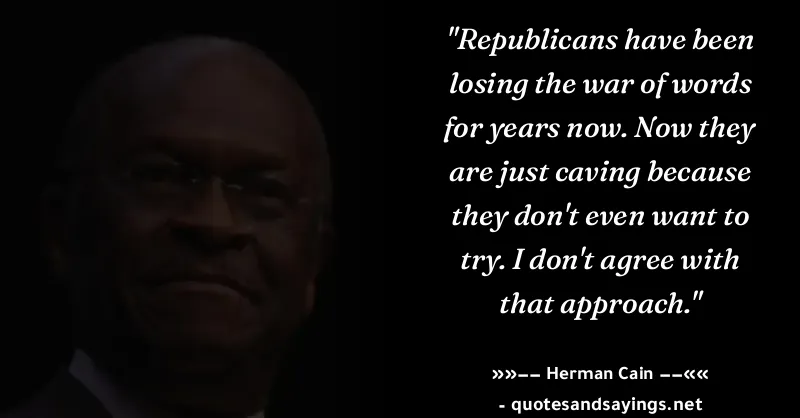 "Republicans have been
losing the war of words
for years now. Now they
are just caving because
they don't even want to
try. I don't agree with
that approach."
»»−− Herman Cain −−««
- quotesandsayings.net